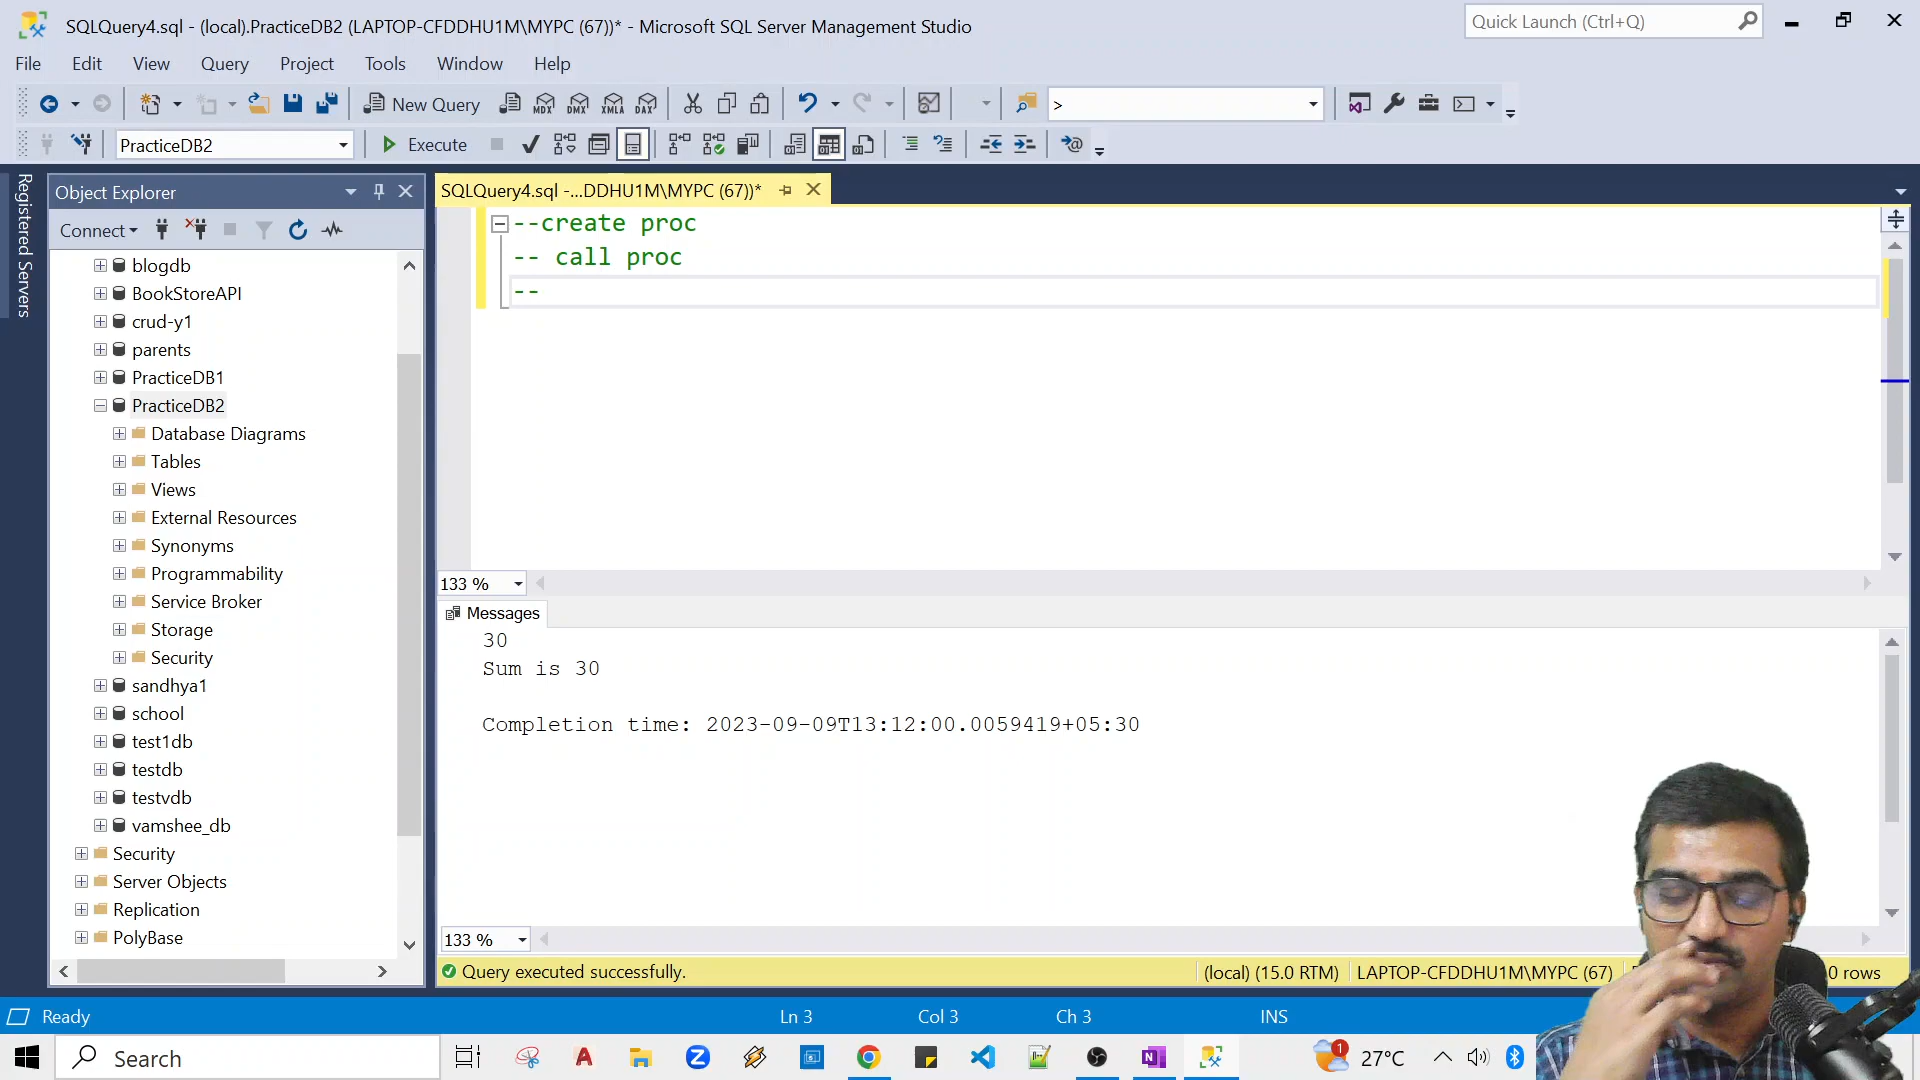 SQLQuery4.sql - (local).PracticeDB2 (LAPTOP-CFDDHU1M\MYPC (67))* - Microsoft SQL Server Management Studio
Quick Launch (Ctrl+Q)
File Edit View Query Project Tools Window Help
New Query MDX DMX XMLA DAX >
PracticeDB2 Execute
Registered Servers
Object Explorer
Connect
blogdb
BookStoreAPI
crud-y1
parents
PracticeDB1
PracticeDB2
Database Diagrams
Tables
Views
External Resources
Synonyms
Programmability
Service Broker
Storage
Security
sandhya1
school
test1db
testdb
testvdb
vamshee_db
Security
Server Objects
Replication
PolyBase
SQLQuery4.sql -...DDHU1M\MYPC (67))*
--create proc
-- call proc
--
133 %
Messages
30
Sum is 30
Completion time: 2023-09-09T13:12:00.0059419+05:30
133 %
Query executed successfully. (local) (15.0 RTM) LAPTOP-CFDDHU1M\MYPC (67) 0 rows
Ready Ln 3 Col 3 Ch 3 INS
Search 1 27°C